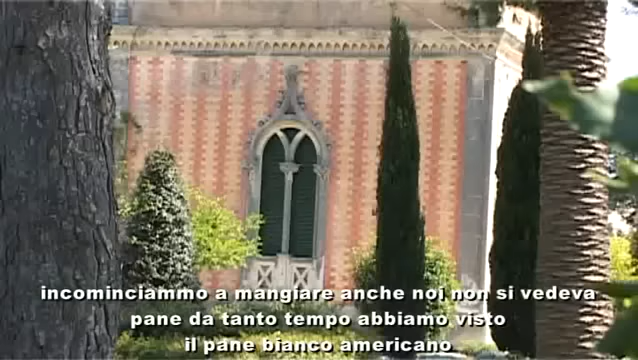 incominciammo a mangiare anche noi non si vedeva
pane da tanto tempo abbiamo visto
il pane bianco americano